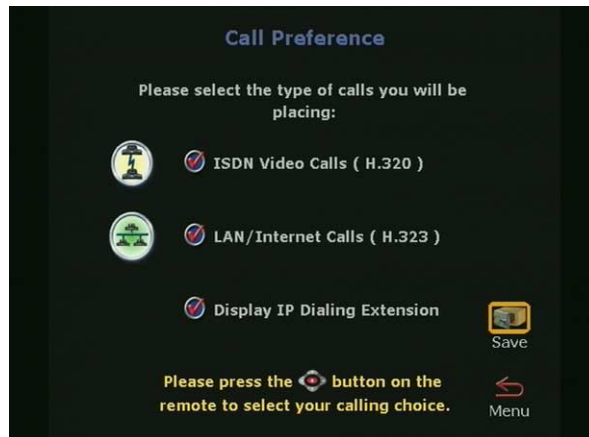 Call Preference
Please select the type of calls you will be
placing:
ISDN Video Calls ( H.320 )
LAN/Internet Calls ( H.323 )
Display IP Dialing Extension
Save
Please press the button on the
remote to select your calling choice.
Menu